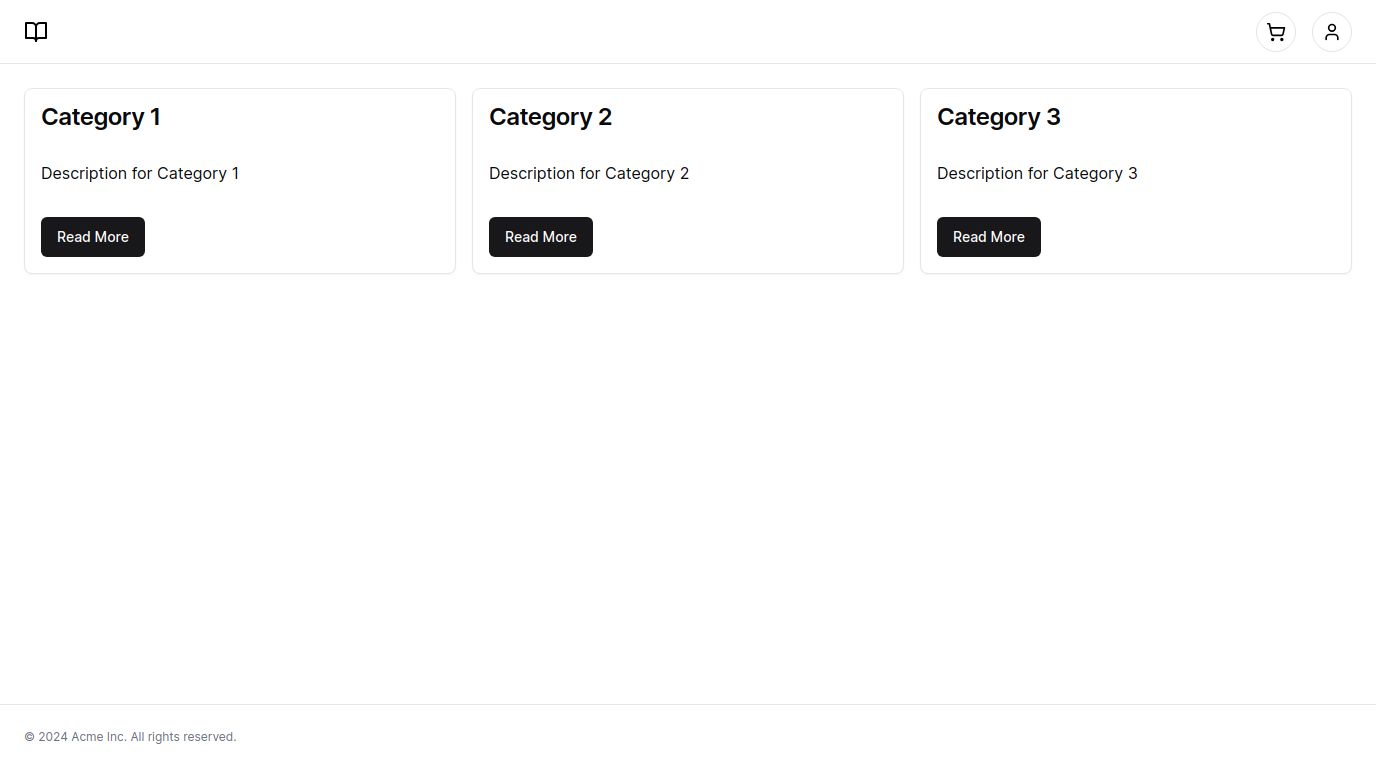 Category 1
Description for Category 1
Read More
Category 2
Description for Category 2
Read More
Category 3
Description for Category 3
Read More
© 2024 Acme Inc. All rights reserved.